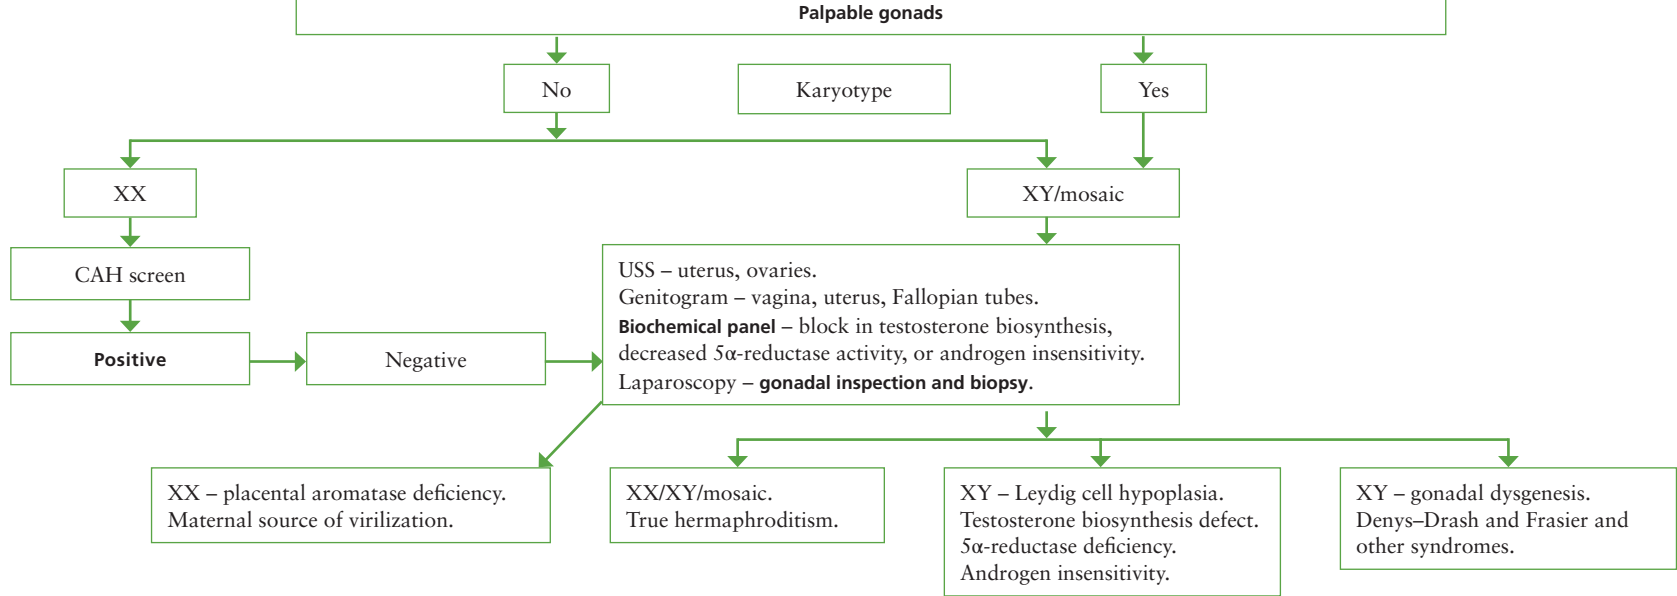 Palpable gonads
No
Karyotype
Yes
XX
XY/mosaic
CAH screen
USS – uterus, ovaries.
Genitogram – vagina, uterus, Fallopian tubes.
Biochemical panel – block in testosterone biosynthesis,
decreased 5α-reductase activity, or androgen insensitivity.
Laparoscopy – gonadal inspection and biopsy.
Positive
Negative
XX – placental aromatase deficiency.
Maternal source of virilization.
XX/XY/mosaic.
True hermaphroditism.
XY – Leydig cell hypoplasia.
Testosterone biosynthesis defect.
5α-reductase deficiency.
Androgen insensitivity.
XY – gonadal dysgenesis.
Denys–Drash and Frasier and
other syndromes.